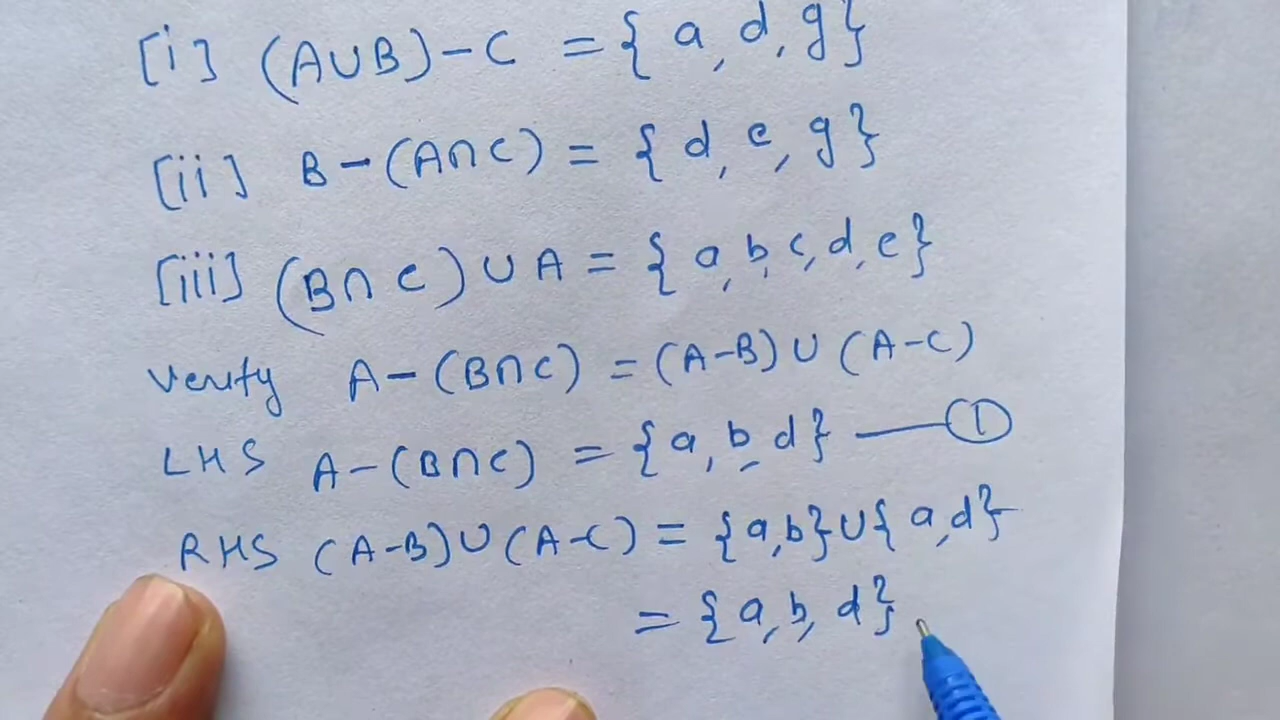 [i] (A∪B)-C = {a, d, g}
[ii] B-(A∩C) = {d, e, g}
[iii] (B∩C)∪A = {a, b, c, d, e}
Verify A-(B∩C) = (A-B)∪(A-C)
LHS A-(B∩C) = {a, b, d} — ①
RHS (A-B)∪(A-C) = {a,b}∪{a,d}
= {a, b, d}